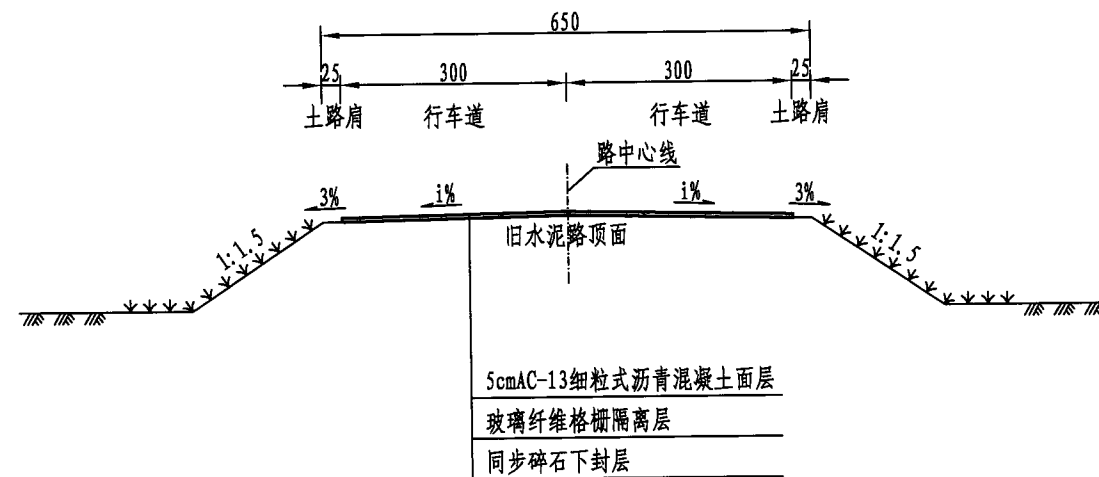 650
25 300 300 25
土路肩 行车道 行车道 土路肩
路中心线
3% i% i% 3%
1:1.5 旧水泥路顶面 1:1.5
5cmAC-13细粒式沥青混凝土面层
玻璃纤维格栅隔离层
同步碎石下封层